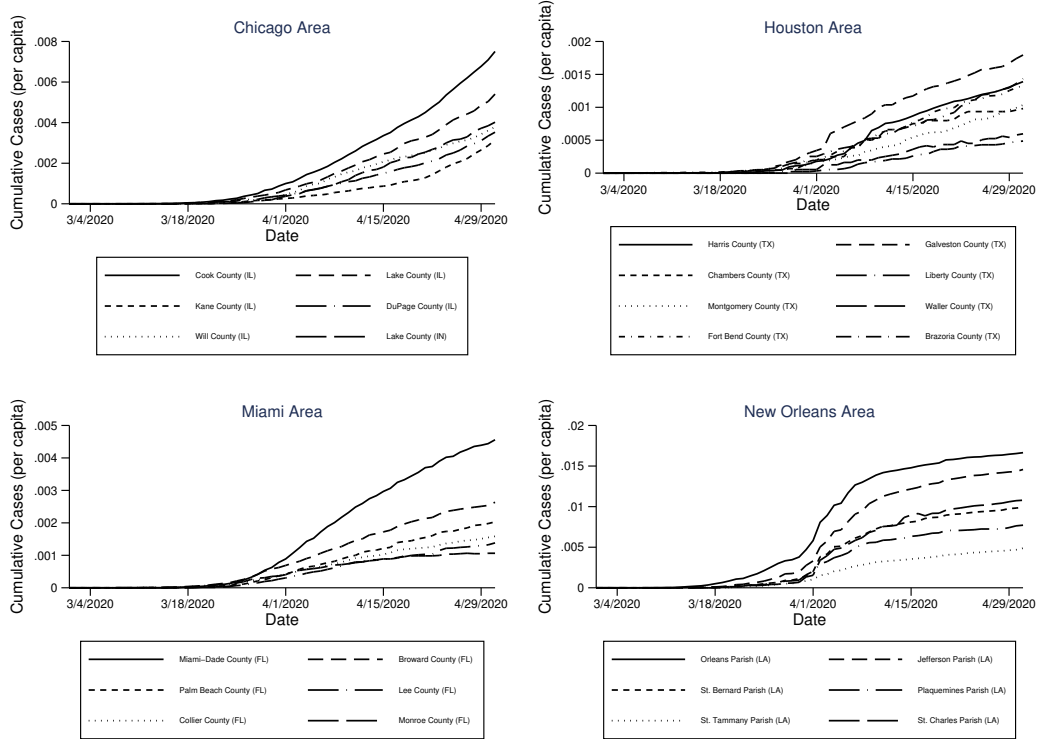 Chicago Area
Cumulative Cases (per capita)
.008
.006
.004
.002
0
3/4/2020 3/18/2020 4/1/2020 4/15/2020 4/29/2020
Date
Cook County (IL) Lake County (IL)
Kane County (IL) DuPage County (IL)
Will County (IL) Lake County (IN)
Houston Area
Cumulative Cases (per capita)
.002
.0015
.001
.0005
0
3/4/2020 3/18/2020 4/1/2020 4/15/2020 4/29/2020
Date
Harris County (TX) Galveston County (TX)
Chambers County (TX) Liberty County (TX)
Montgomery County (TX) Waller County (TX)
Fort Bend County (TX) Brazoria County (TX)
Miami Area
Cumulative Cases (per capita)
.005
.004
.003
.002
.001
0
3/4/2020 3/18/2020 4/1/2020 4/15/2020 4/29/2020
Date
Miami−Dade County (FL) Broward County (FL)
Palm Beach County (FL) Lee County (FL)
Collier County (FL) Monroe County (FL)
New Orleans Area
Cumulative Cases (per capita)
.02
.015
.01
.005
0
3/4/2020 3/18/2020 4/1/2020 4/15/2020 4/29/2020
Date
Orleans Parish (LA) Jefferson Parish (LA)
St. Bernard Parish (LA) Plaquemines Parish (LA)
St. Tammany Parish (LA) St. Charles Parish (LA)